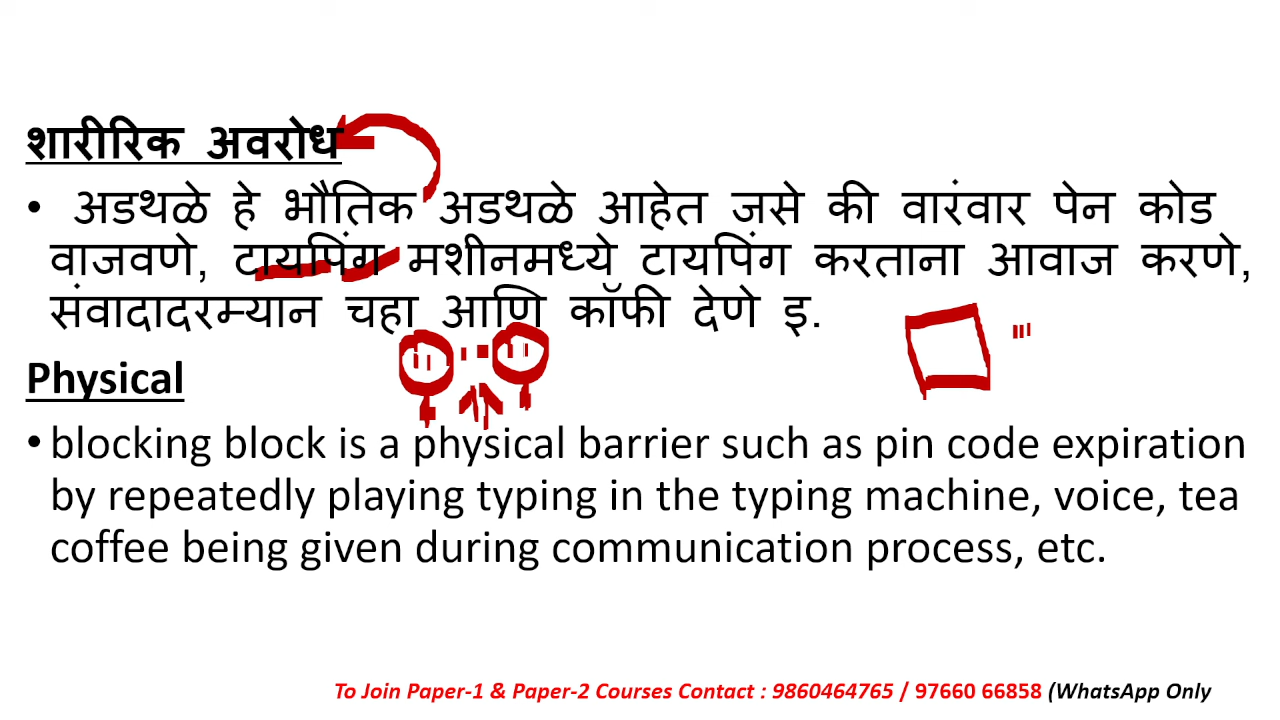 शारीरिक अवरोध
• अडथळे हे भौतिक अडथळे आहेत जसे की वारंवार पेन कोड
वाजवणे, टायपिंग मशीनमध्ये टायपिंग करताना आवाज करणे,
संवादादरम्यान चहा आणि कॉफी देणे इ.
Physical
• blocking block is a physical barrier such as pin code expiration
by repeatedly playing typing in the typing machine, voice, tea
coffee being given during communication process, etc.
To Join Paper-1 & Paper-2 Courses Contact : 9860464765 / 97660 66858 (WhatsApp Only